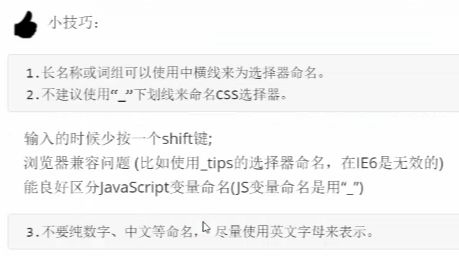 小技巧：
1.长名称或词组可以使用中横线来为选择器命名。
2.不建议使用“_”下划线来命名CSS选择器。
输入的时候少按一个shift键;
浏览器兼容问题 (比如使用_tips的选择器命名，在IE6是无效的)
能良好区分JavaScript变量命名(JS变量命名是用“_”)
3.不要纯数字、中文等命名，尽量使用英文字母来表示。